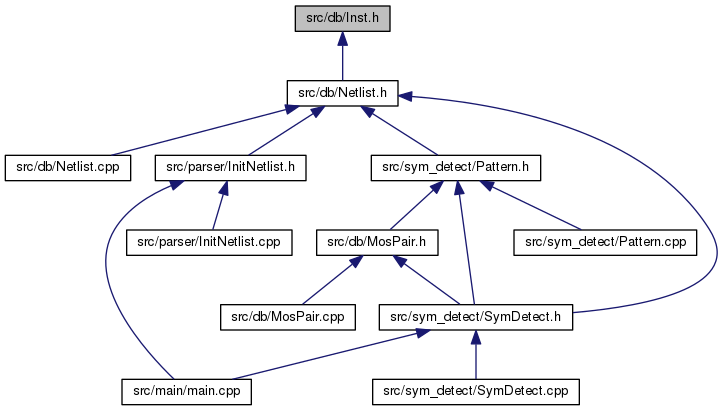 src/db/Inst.h
src/db/Netlist.h
src/db/Netlist.cpp
src/parser/InitNetlist.h
src/sym_detect/Pattern.h
src/parser/InitNetlist.cpp
src/db/MosPair.h
src/sym_detect/Pattern.cpp
src/db/MosPair.cpp
src/sym_detect/SymDetect.h
src/main/main.cpp
src/sym_detect/SymDetect.cpp